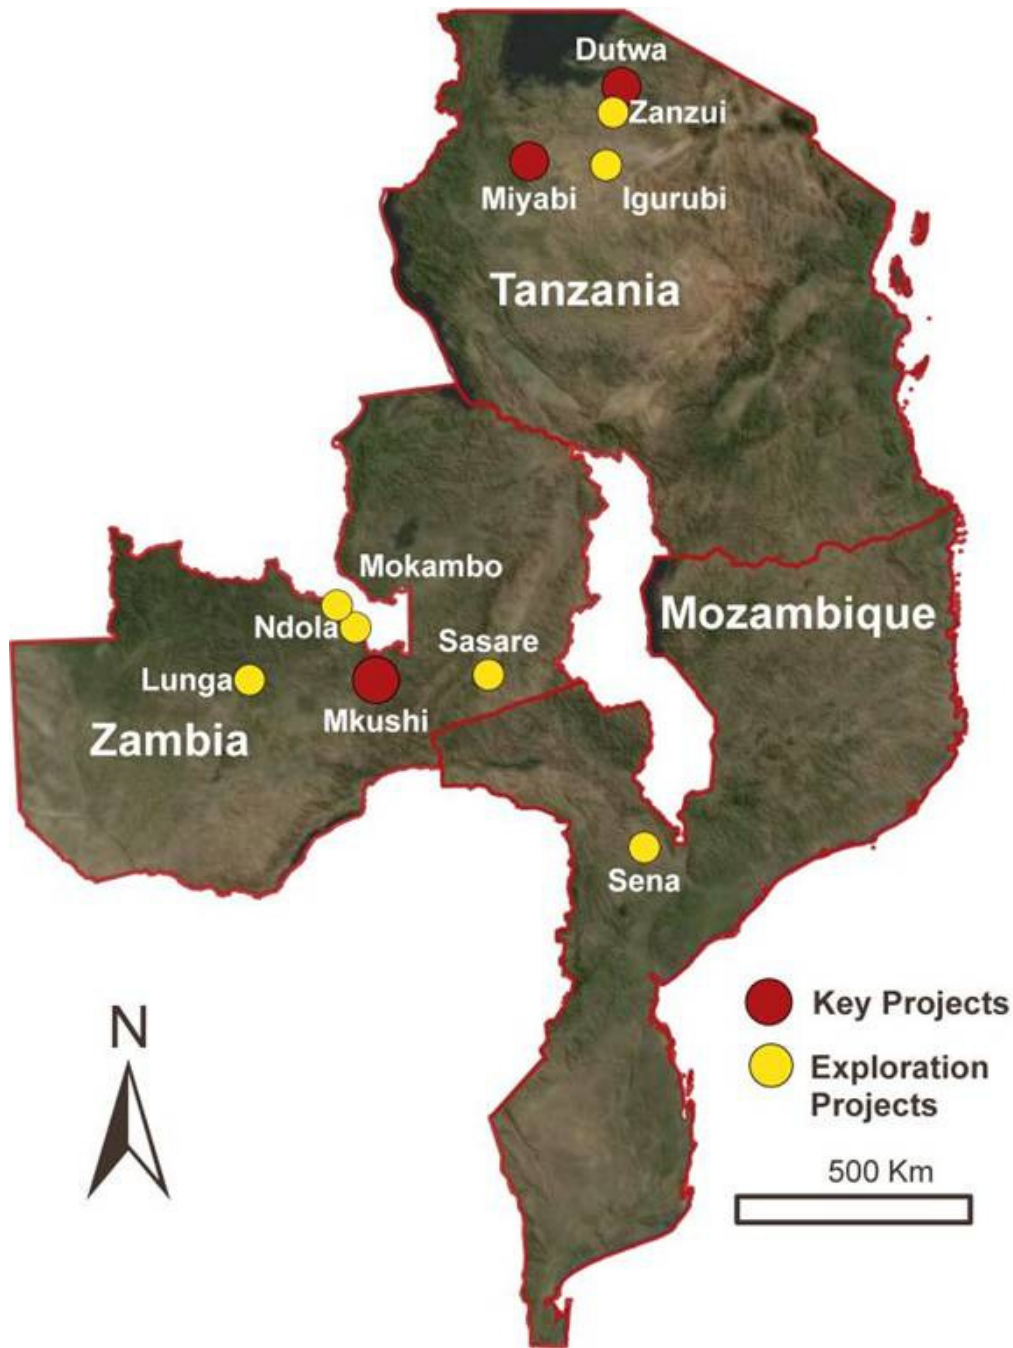 Dutwa
Zanzui
Miyabi
Igurubi
Tanzania
Mokambo
Mozambique
Ndola
Sasare
Lunga
Mkushi
Zambia
Sena
Key Projects
Exploration
Projects
N
500 Km